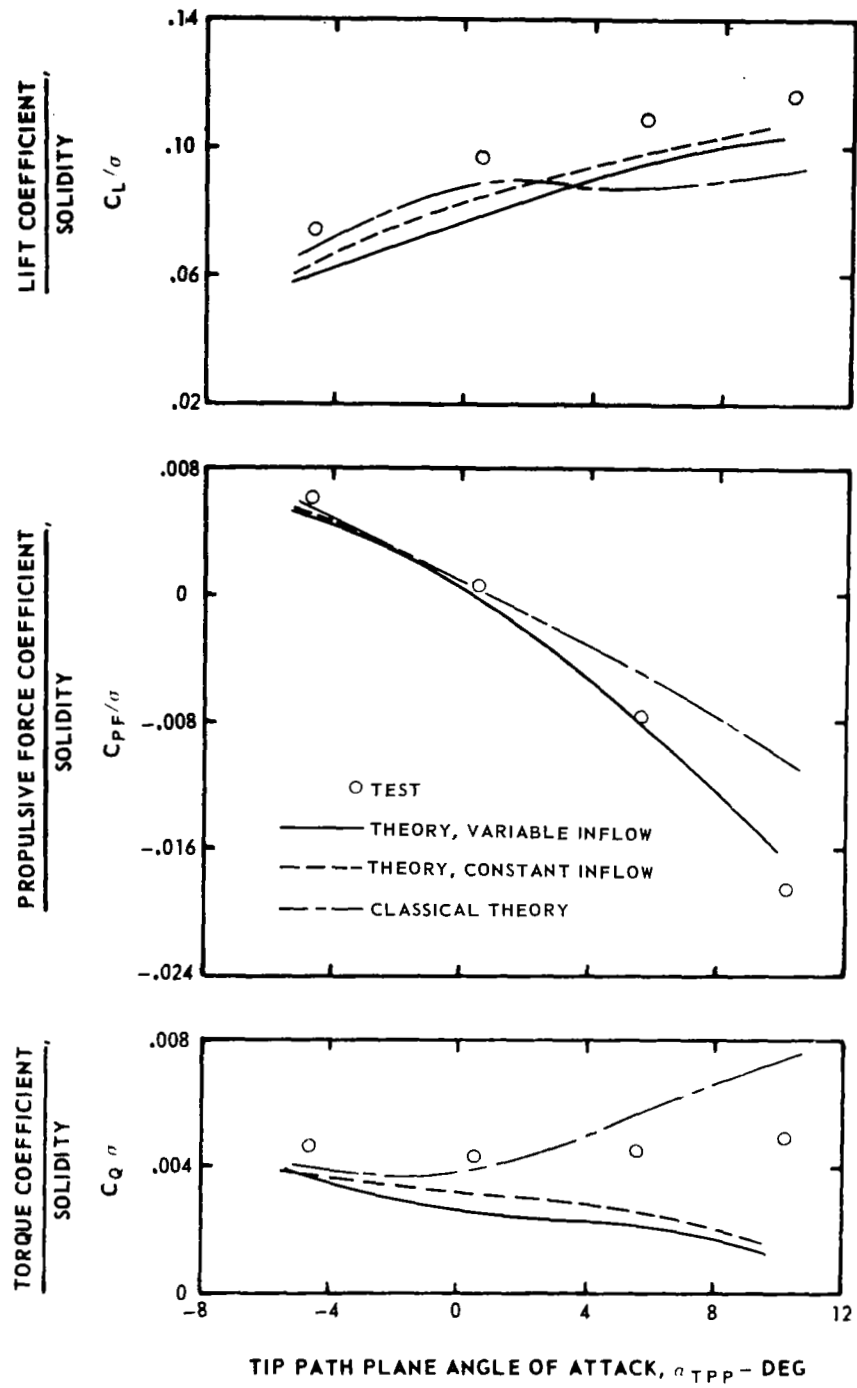 LIFT COEFFICIENT,
SOLIDITY
C_L/σ
.14
.10
.06
.02
PROPULSIVE FORCE COEFFICIENT,
SOLIDITY
C_PF/σ
.008
0
-.008
-.016
-.024
TEST
THEORY, VARIABLE INFLOW
THEORY, CONSTANT INFLOW
CLASSICAL THEORY
TORQUE COEFFICIENT,
SOLIDITY
C_Q σ
.008
.004
0
-8 -4 0 4 8 12
TIP PATH PLANE ANGLE OF ATTACK, α_TPP - DEG